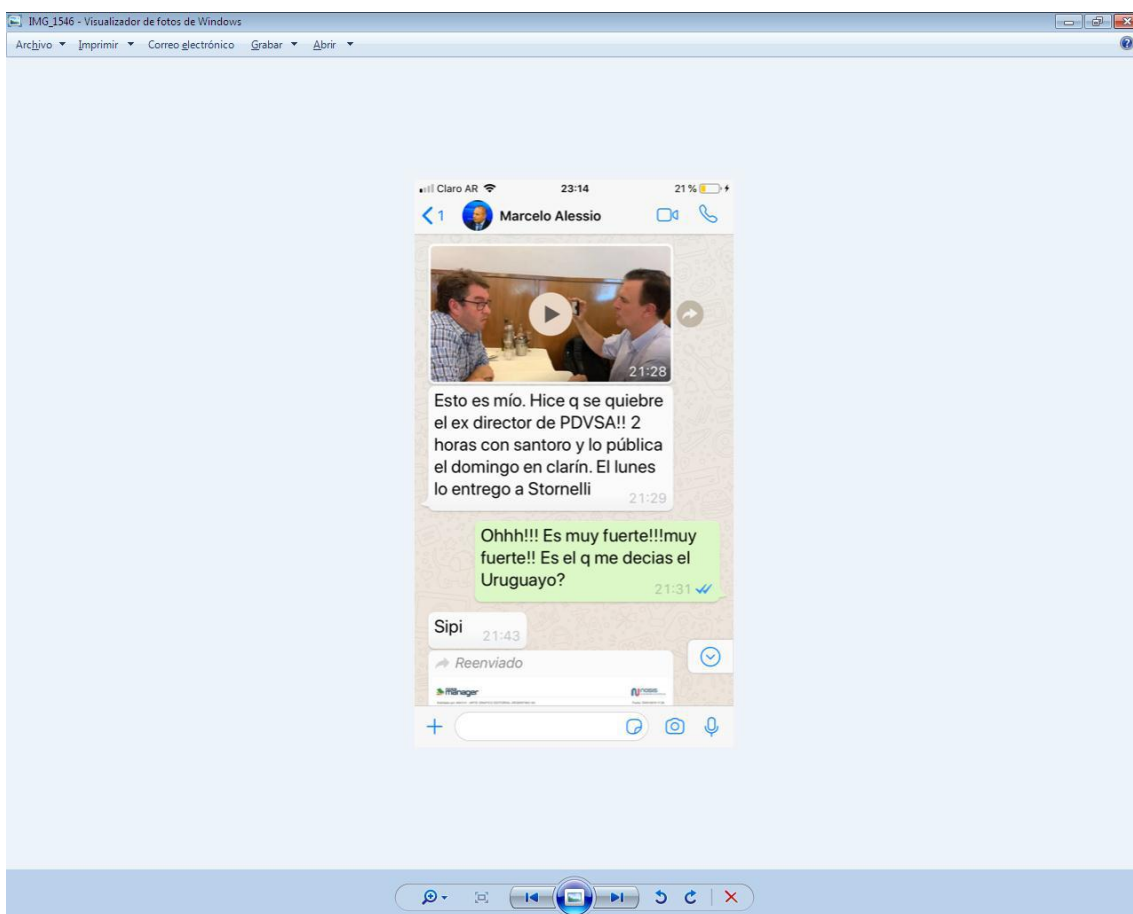 IMG_1546 - Visualizador de fotos de Windows
Archivo Imprimir Correo electrónico Grabar Abrir
Claro AR 23:14 21 %
1 Marcelo Alessio
21:28
Esto es mío. Hice q se quiebre
el ex director de PDVSA!! 2
horas con santoro y lo pública
el domingo en clarín. El lunes
lo entrego a Stornelli
21:29
Ohhh!!! Es muy fuerte!!!muy
fuerte!! Es el q me decias el
Uruguayo?
21:31
Sipi 21:43
Reenviado
manager nosis